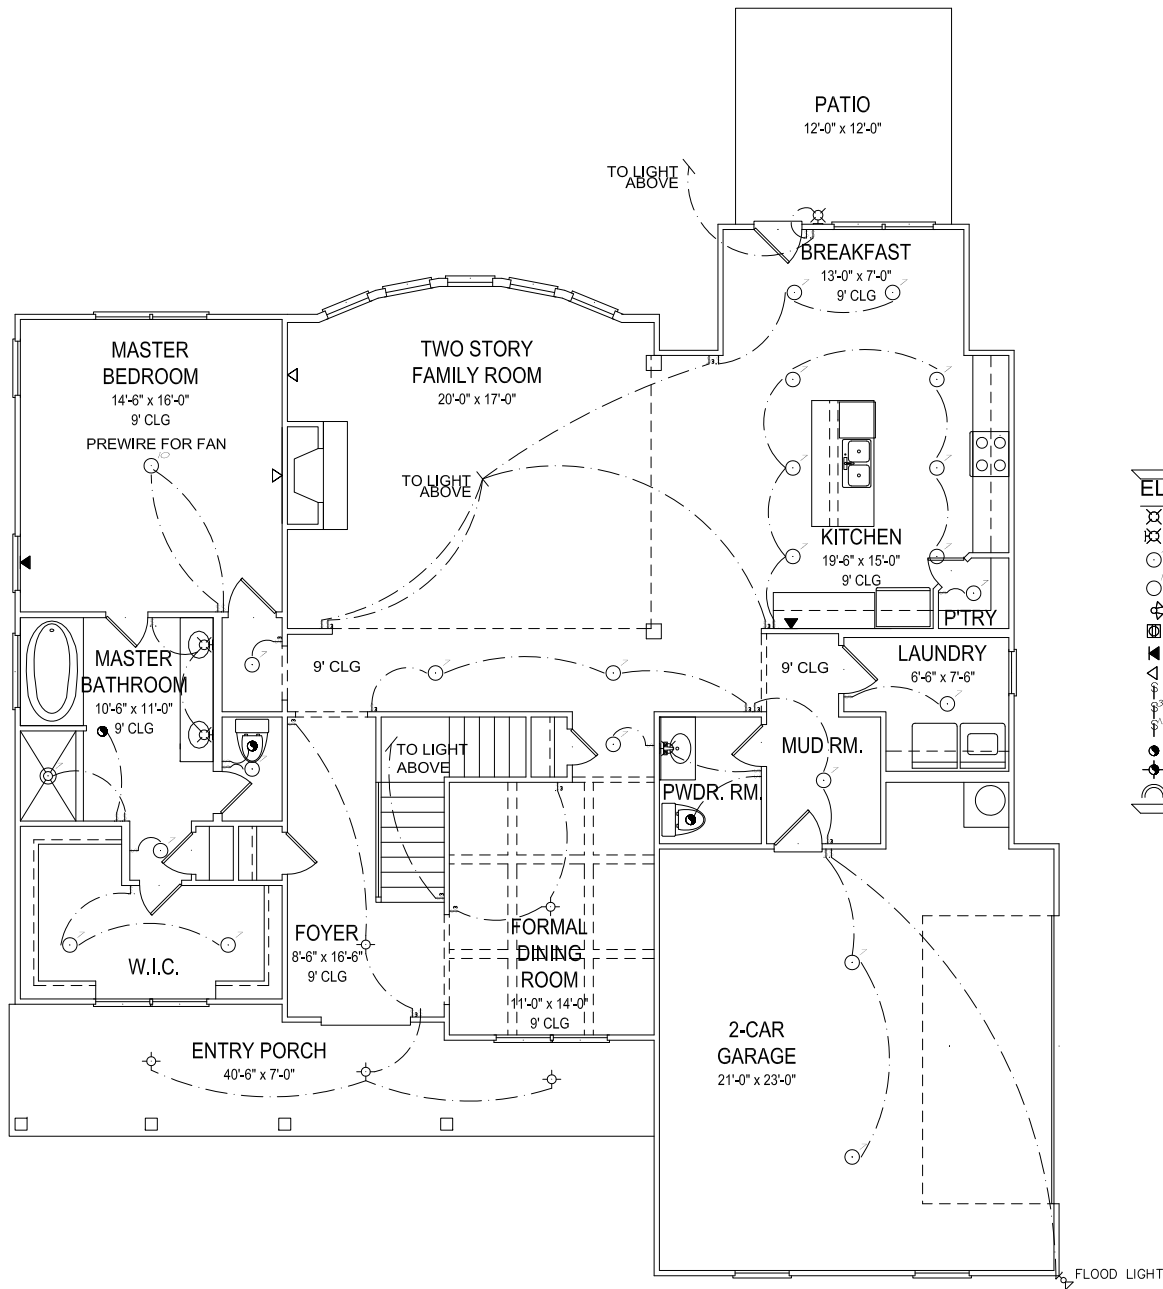 PATIO
12'-0" x 12'-0"
TO LIGHT
ABOVE
BREAKFAST
13'-0" x 7'-0"
9' CLG
MASTER
BEDROOM
14'-6" x 16'-0"
9' CLG
PREWIRE FOR FAN
TWO STORY
FAMILY ROOM
20'-0" x 17'-0"
TO LIGHT
ABOVE
KITCHEN
19'-6" x 15'-0"
9' CLG
EL
P'TRY
MASTER
BATHROOM
10'-6" x 11'-0"
9' CLG
9' CLG
9' CLG
LAUNDRY
6'-6" x 7'-6"
TO LIGHT
ABOVE
MUD RM.
PWDR. RM.
FOYER
8'-6" x 16'-6"
9' CLG
FORMAL
DINING
ROOM
11'-0" x 14'-0"
9' CLG
W.I.C.
ENTRY PORCH
40'-6" x 7'-0"
2-CAR
GARAGE
21'-0" x 23'-0"
FLOOD LIGHT